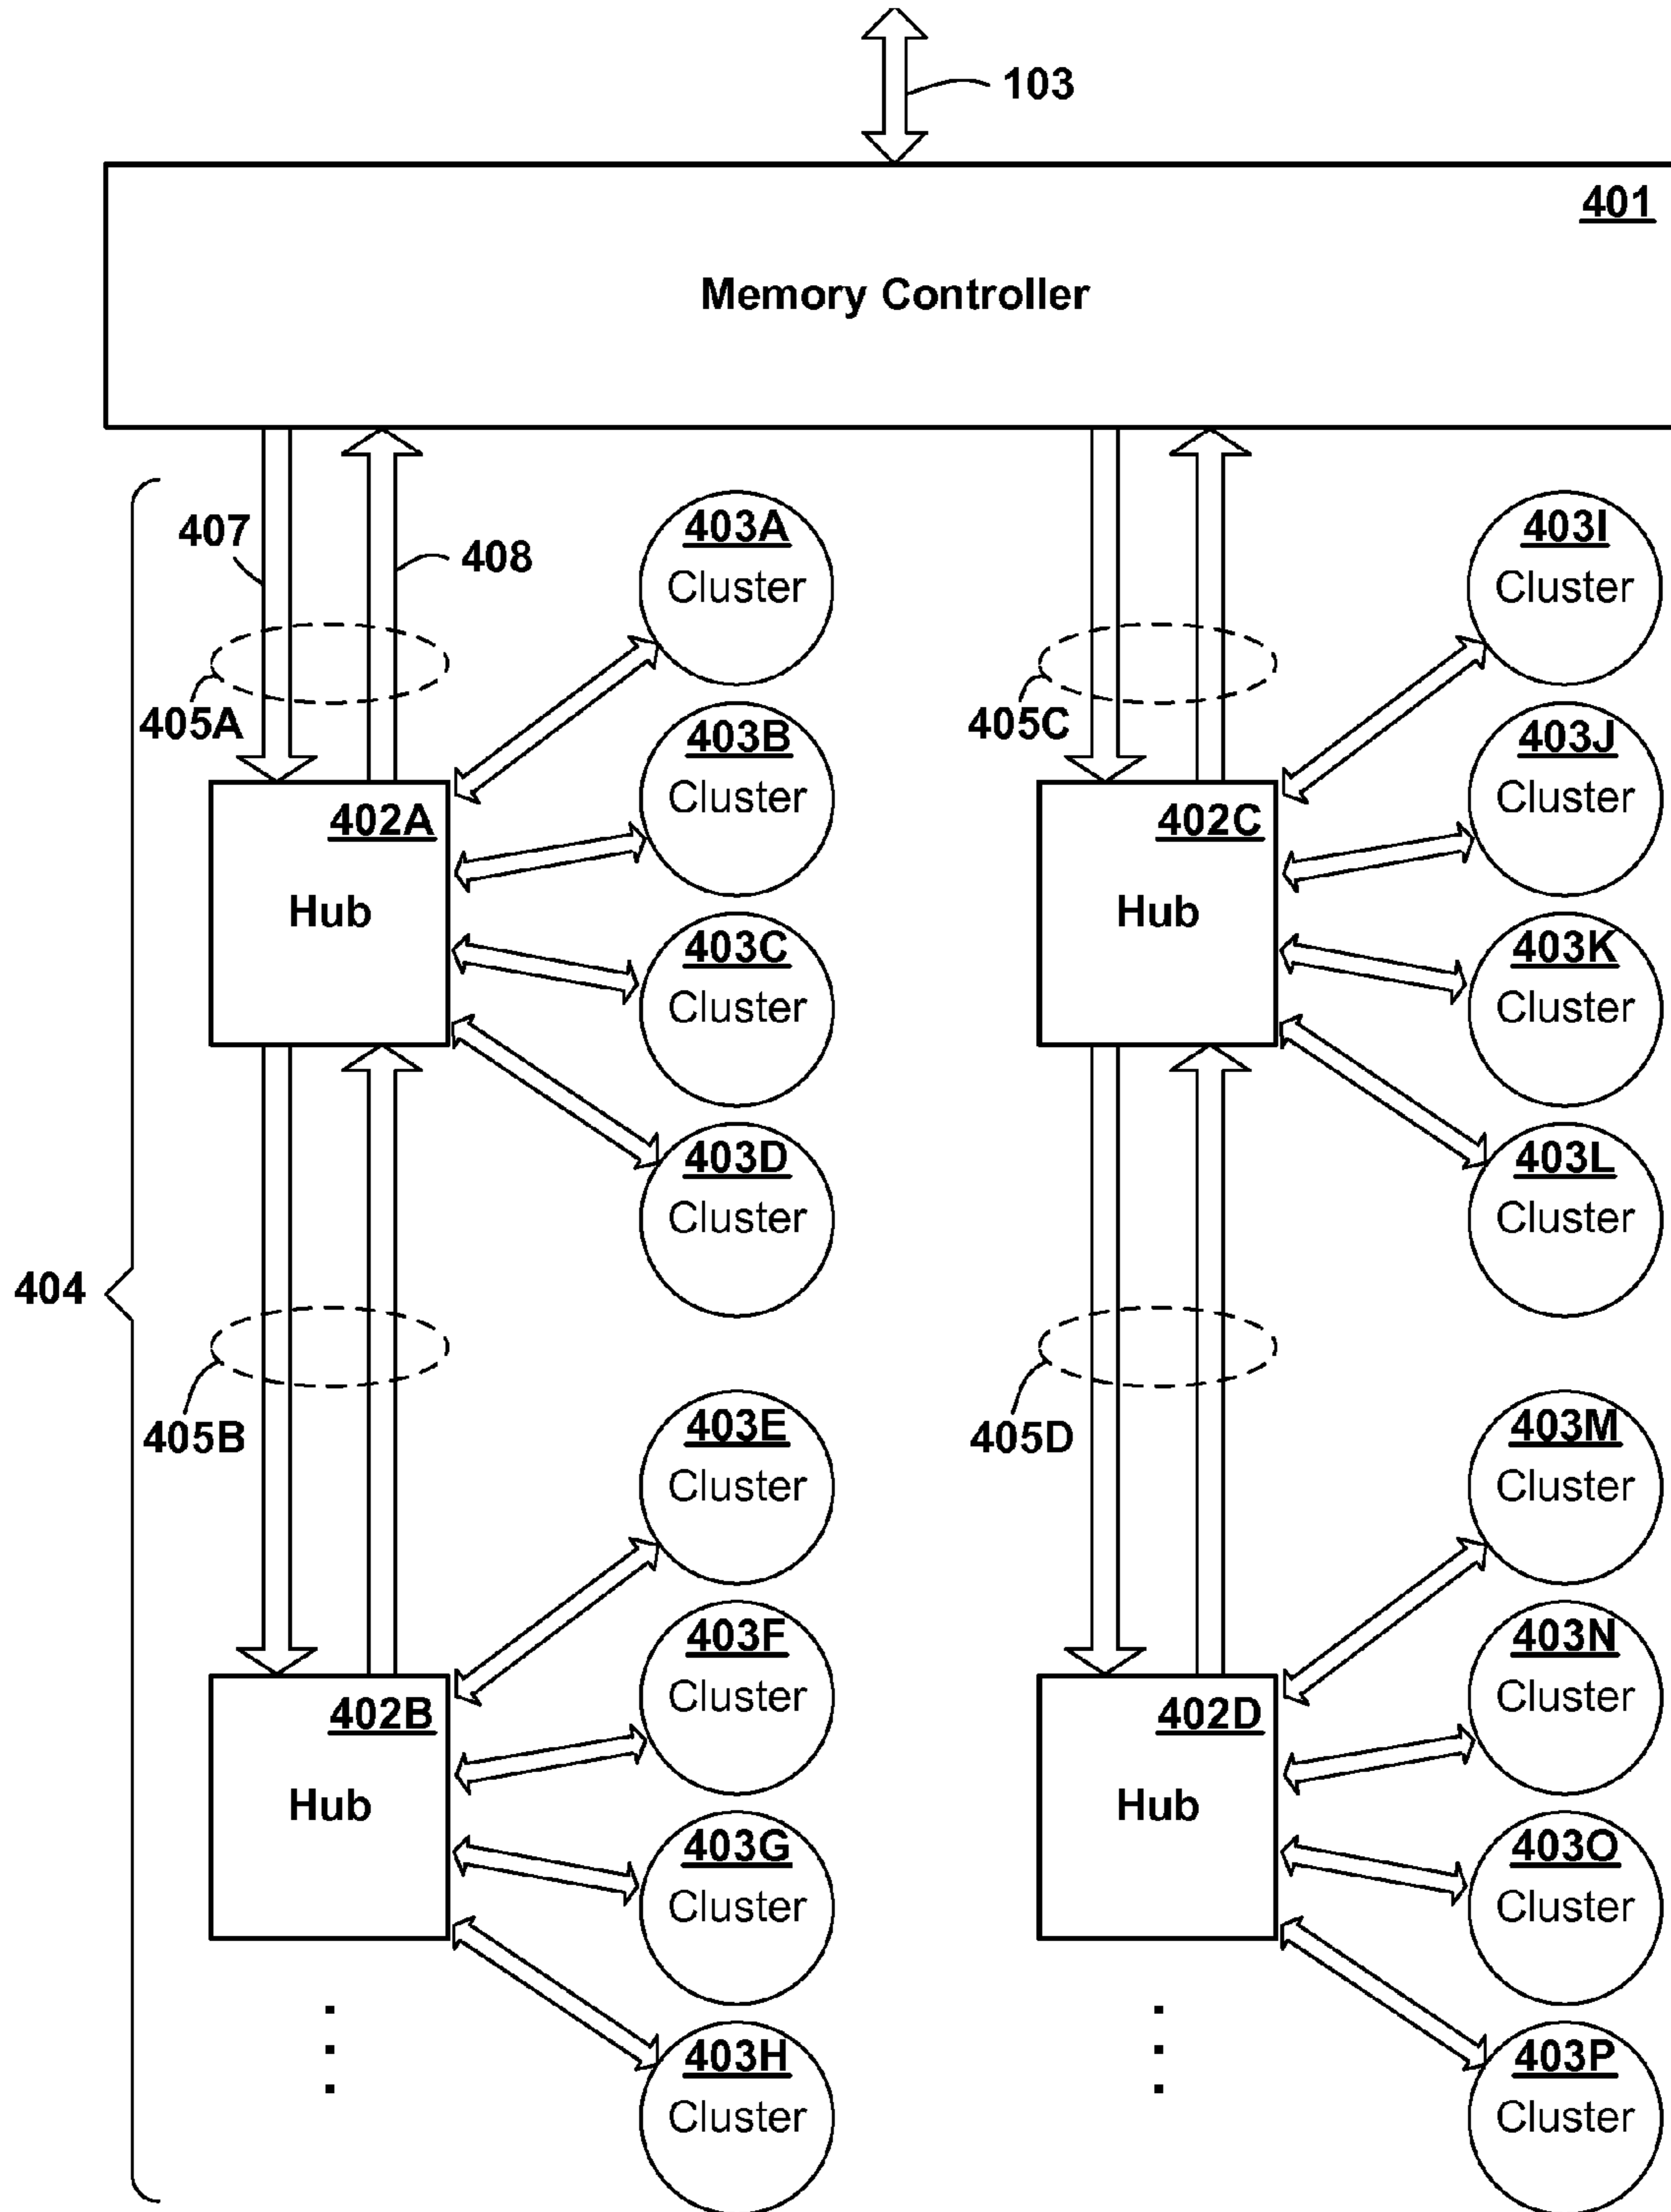 103
401
Memory Controller
407
408
403A
Cluster
405A
403B
Cluster
402A
Hub
403C
Cluster
403D
Cluster
404
405B
403E
Cluster
403F
Cluster
402B
Hub
403G
Cluster
403H
Cluster
403I
Cluster
405C
403J
Cluster
402C
Hub
403K
Cluster
403L
Cluster
405D
403M
Cluster
403N
Cluster
402D
Hub
403O
Cluster
403P
Cluster